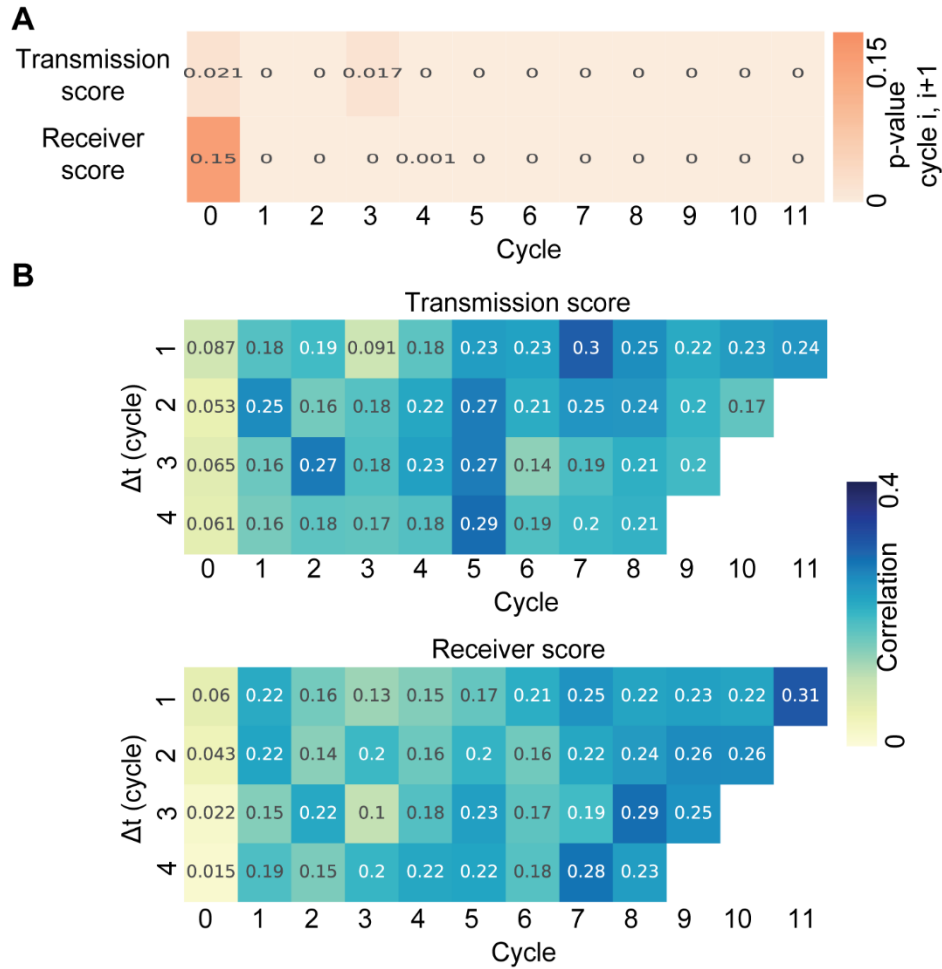 A
Transmission score
0.021 0 0 0.017 0 0 0 0 0 0 0 0
Receiver score
0.15 0 0 0 0.001 0 0 0 0 0 0 0
0 1 2 3 4 5 6 7 8 9 10 11
Cycle
0 0.15
p-value
cycle i, i+1
B
Transmission score
1 0.087 0.18 0.19 0.091 0.18 0.23 0.23 0.3 0.25 0.22 0.23 0.24
2 0.053 0.25 0.16 0.18 0.22 0.27 0.21 0.25 0.24 0.2 0.17
3 0.065 0.16 0.27 0.18 0.23 0.27 0.14 0.19 0.21 0.2
4 0.061 0.16 0.18 0.17 0.18 0.29 0.19 0.2 0.21
Δt (cycle)
0 1 2 3 4 5 6 7 8 9 10 11
Cycle
Receiver score
1 0.06 0.22 0.16 0.13 0.15 0.17 0.21 0.25 0.22 0.23 0.22 0.31
2 0.043 0.22 0.14 0.2 0.16 0.2 0.16 0.22 0.24 0.26 0.26
3 0.022 0.15 0.22 0.1 0.18 0.23 0.17 0.19 0.29 0.25
4 0.015 0.19 0.15 0.2 0.22 0.22 0.18 0.28 0.23
Δt (cycle)
0 1 2 3 4 5 6 7 8 9 10 11
Cycle
0 0.4
Correlation